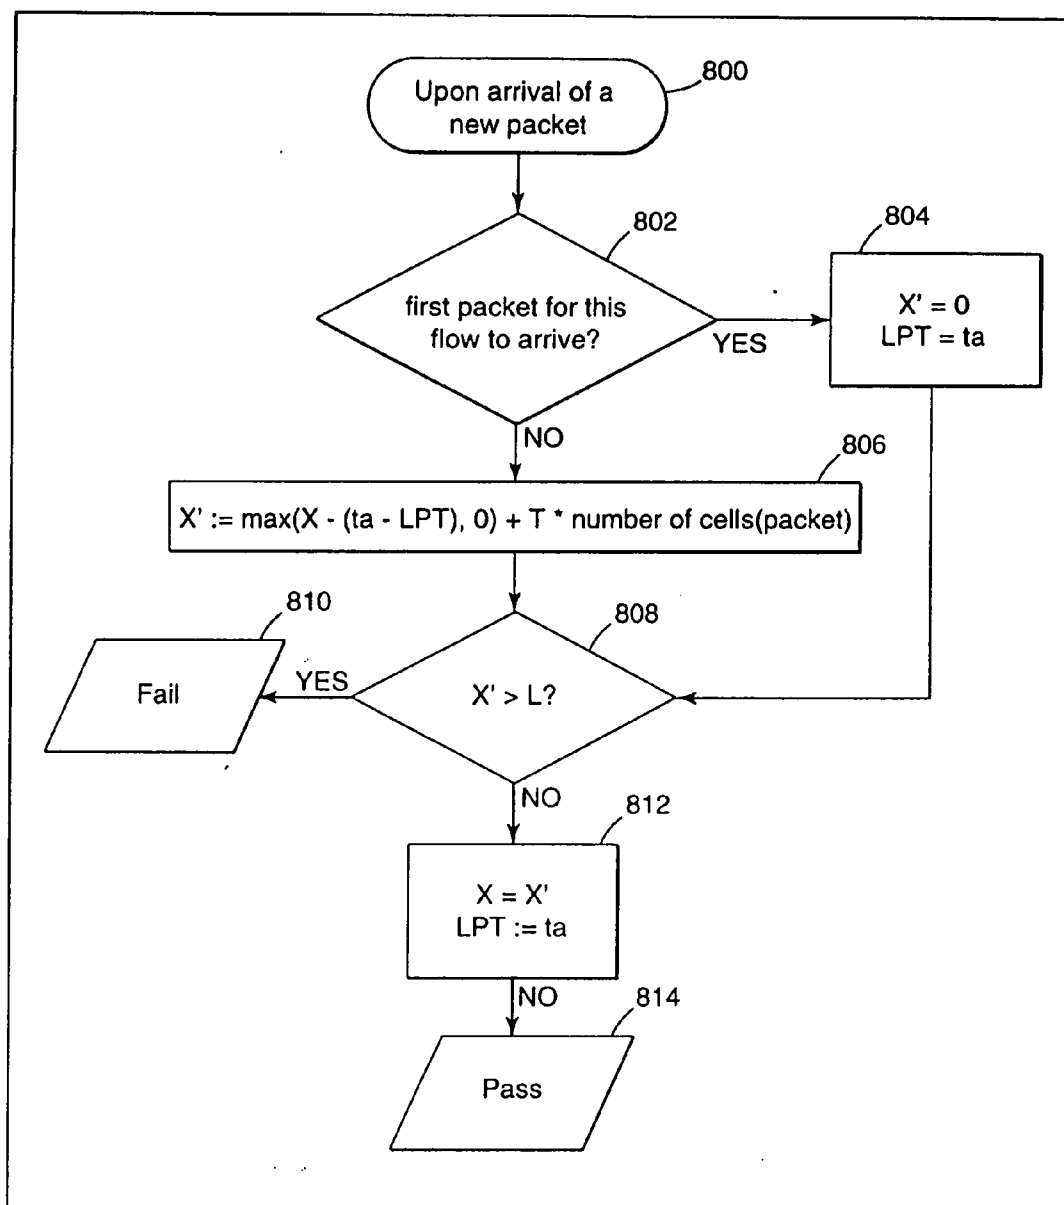 800
Upon arrival of a
new packet
802
804
first packet for this
flow to arrive?
YES
X' = 0
LPT = ta
NO
806
X' := max(X - (ta - LPT), 0) + T * number of cells(packet)
810
808
Fail
YES
X' > L?
NO
812
X = X'
LPT := ta
NO
814
Pass